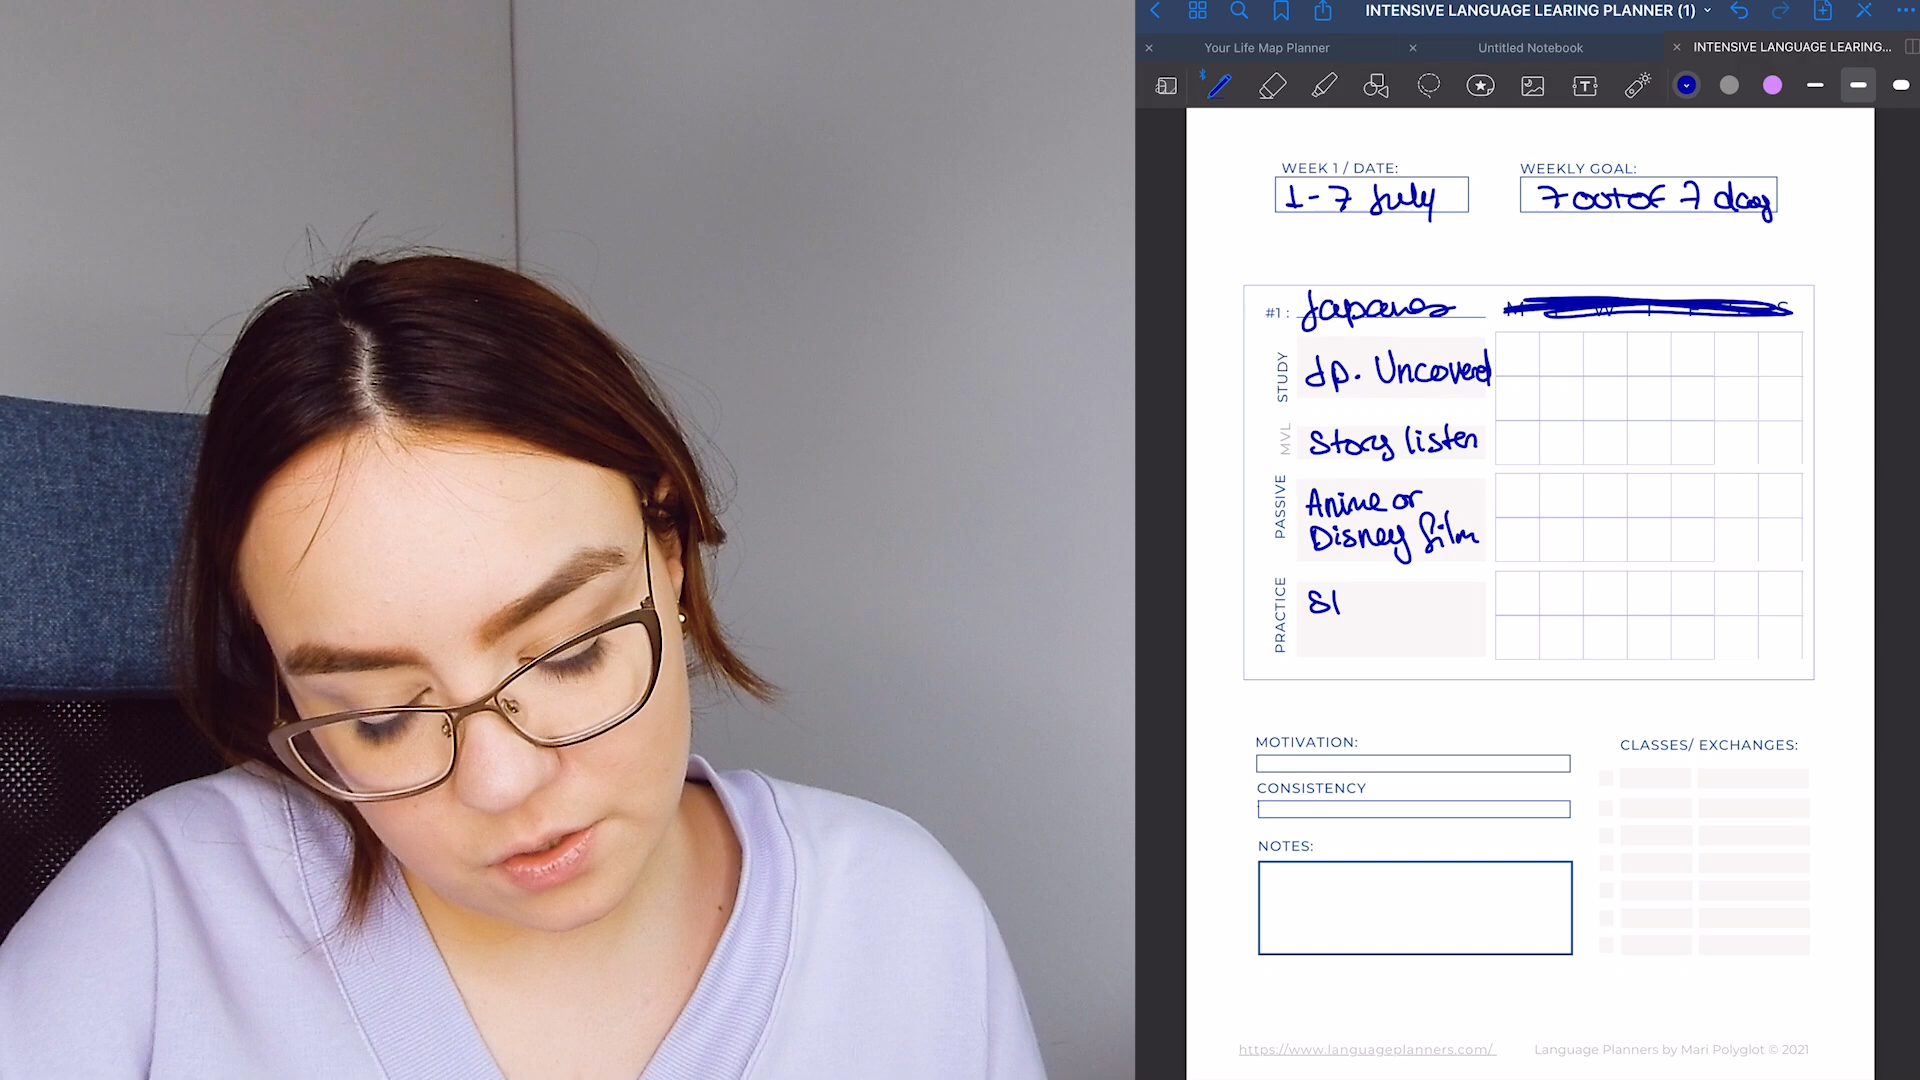 INTENSIVE LANGUAGE LEARING PLANNER (1)
Your Life Map Planner
Untitled Notebook
INTENSIVE LANGUAGE LEARING...
WEEK 1 / DATE:
1 - 7 July
WEEKLY GOAL:
7 out of 7 days
#1 : Japanes
STUDY
Jp. Uncovered
MVL
Story listen
PASSIVE
Anime or
Disney film
PRACTICE
MOTIVATION:
CONSISTENCY
NOTES:
CLASSES/ EXCHANGES:
https://www.languageplanners.com/
Language Planners by Mari Polyglot © 2021